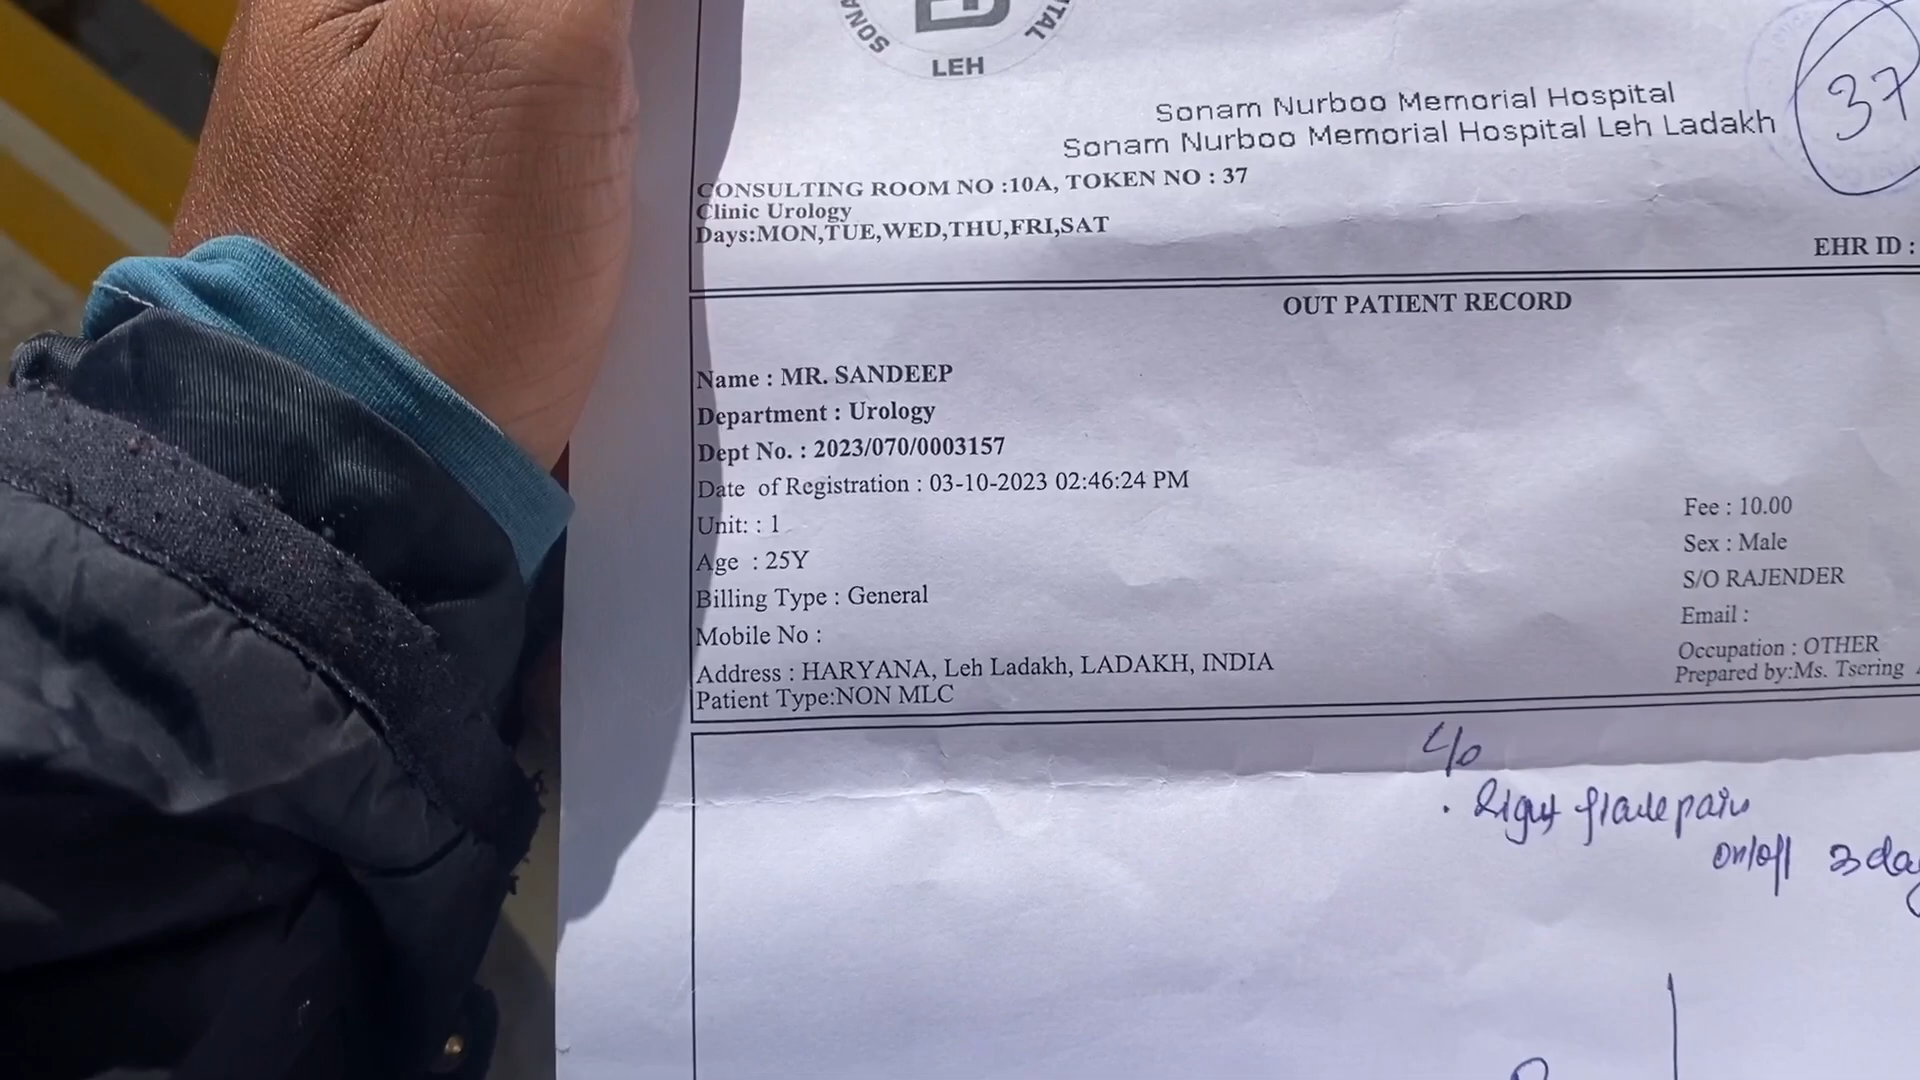 LEH
Sonam Nurboo Memorial Hospital
Sonam Nurboo Memorial Hospital Leh Ladakh
37
CONSULTING ROOM NO :10A, TOKEN NO : 37
Clinic Urology
Days:MON,TUE,WED,THU,FRI,SAT
EHR ID :
OUT PATIENT RECORD
Name : MR. SANDEEP
Department : Urology
Dept No. : 2023/070/0003157
Date of Registration : 03-10-2023 02:46:24 PM
Unit: : 1
Age : 25Y
Billing Type : General
Mobile No :
Address : HARYANA, Leh Ladakh, LADAKH, INDIA
Patient Type:NON MLC
Fee : 10.00
Sex : Male
S/O RAJENDER
Email :
Occupation : OTHER
Prepared by:Ms. Tsering
c/o
. Right flank pain
on/off 3 day